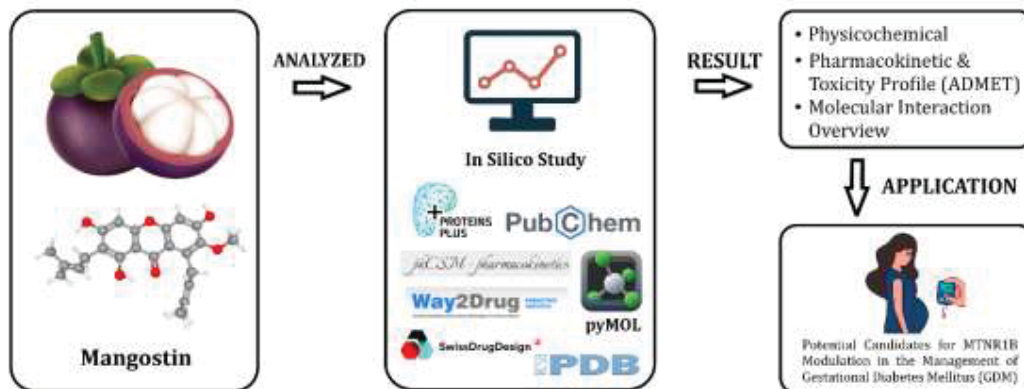 Mangostin
ANALYZED
In Silico Study
PROTEINS
PLUS
PubChem
pkCSM - pharmacokinetics
Way2Drug
pyMOL
SwissDrugDesign
PDB
RESULT
• Physicochemical
• Pharmacokinetic &
Toxicity Profile (ADMET)
• Molecular Interaction
Overview
APPLICATION
Potential Candidates for MTNR1B
Modulation in the Management of
Gestational Diabetes Mellitus (GDM)